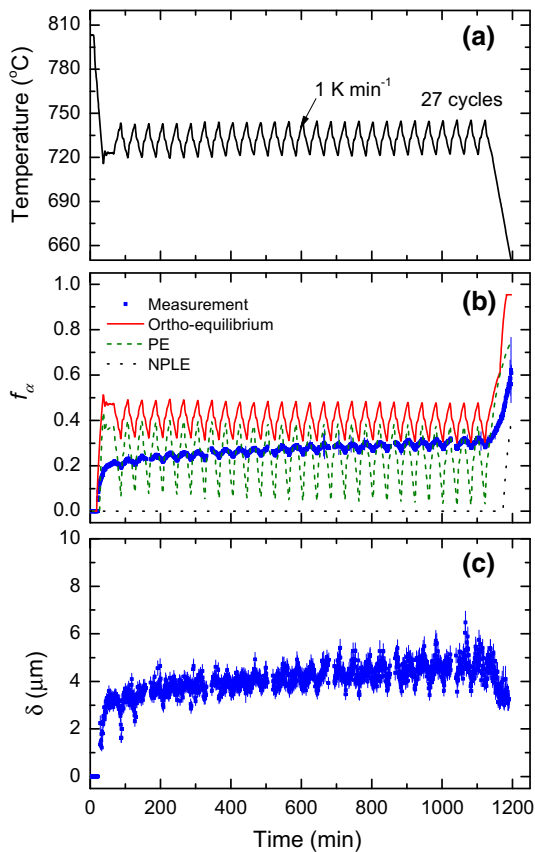 (a)
810
780
750
720
690
660
Temperature (°C)
1 K min⁻¹
27 cycles
(b)
1.0
0.8
0.6
0.4
0.2
0.0
fα
Measurement
Ortho-equilibrium
PE
NPLE
(c)
10
8
6
4
2
0
δ (μm)
0 200 400 600 800 1000 1200
Time (min)